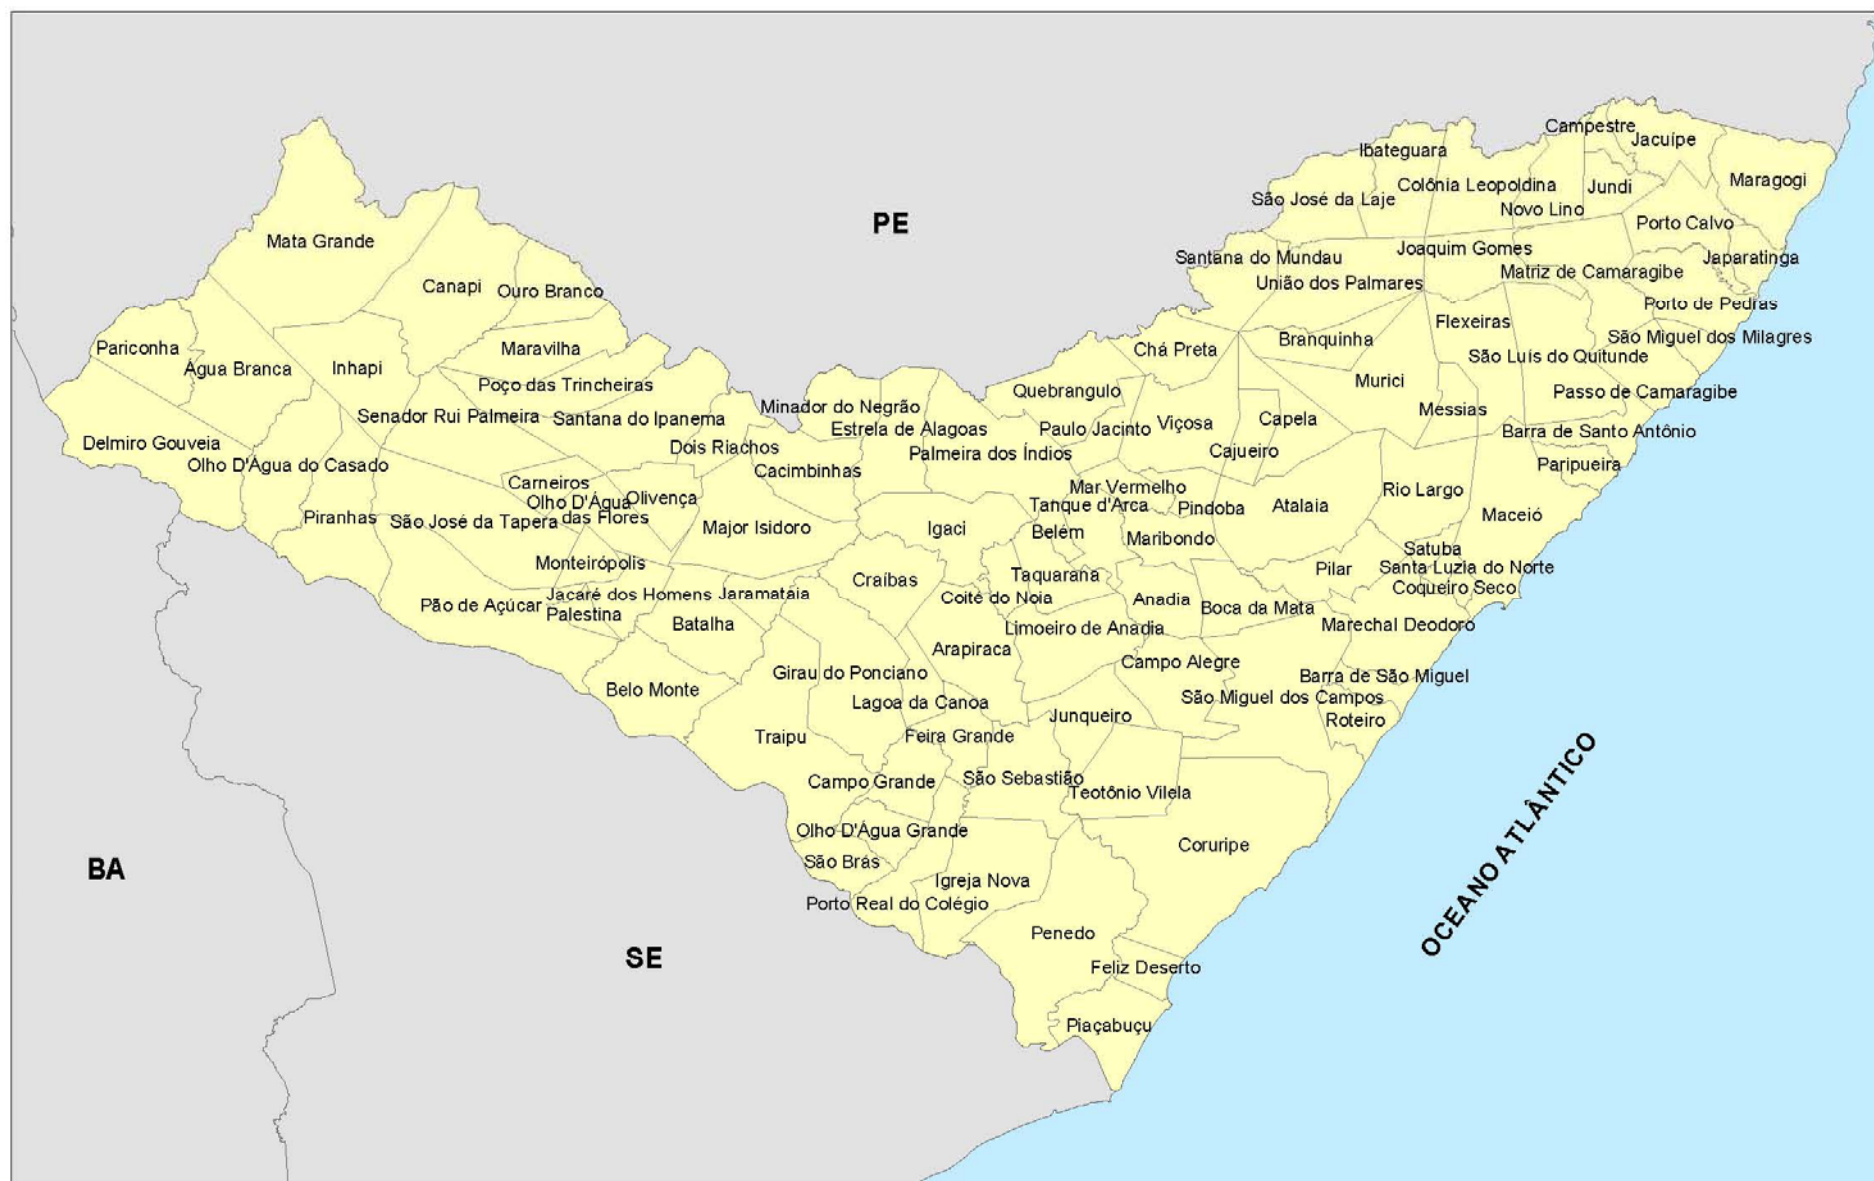 Campestre
Jacuípe
Ibateguara
Maragogi
Colônia Leopoldina
Jundi
São José da Laje
Novo Lino
PE
Porto Calvo
Mata Grande
Joaquim Gomes
Santana do Mundau
Japaratinga
Matriz de Camaragibe
União dos Palmares
Canapi
Ouro Branco
Porto de Pedras
Flexeiras
São Miguel dos Milagres
Branquinha
Pariconha
Maravilha
Chá Preta
São Luís do Quitunde
Água Branca
Inhapi
Murici
Poço das Trincheiras
Quebrangulo
Passo de Camaragibe
Minador do Negrão
Messias
Senador Rui Palmeira
Santana do Ipanema
Capela
Viçosa
Estrela de Alagoas
Paulo Jacinto
Barra de Santo Antônio
Delmiro Gouveia
Dois Riachos
Cajueiro
Palmeira dos Índios
Olho D'Água do Casado
Cacimbinhas
Paripueira
Carneiros
Mar Vermelho
Rio Largo
Olho D'Água
das Flores
Olivença
Tanque d'Arca
Pindoba
Atalaia
Piranhas
São José da Tapera
Major Isidoro
Igaci
Belém
Maribondo
Maceió
Satuba
Monteirópolis
Pilar
Santa Luzia do Norte
Craíbas
Taquarana
Coqueiro Seco
Jacaré dos Homens
Jaramataia
Coité do Noia
Anadia
Boca da Mata
Pão de Açúcar
Palestina
Batalha
Limoeiro de Anadia
Marechal Deodoro
Arapiraca
Campo Alegre
Girau do Ponciano
Barra de São Miguel
Belo Monte
São Miguel dos Campos
Lagoa da Canoa
Junqueiro
Roteiro
Traipu
Feira Grande
São Sebastião
Campo Grande
Teotônio Vilela
Olho D'Água Grande
Coruripe
OCEANO ATLÂNTICO
São Brás
BA
Igreja Nova
Porto Real do Colégio
Penedo
SE
Feliz Deserto
Piaçabuçu